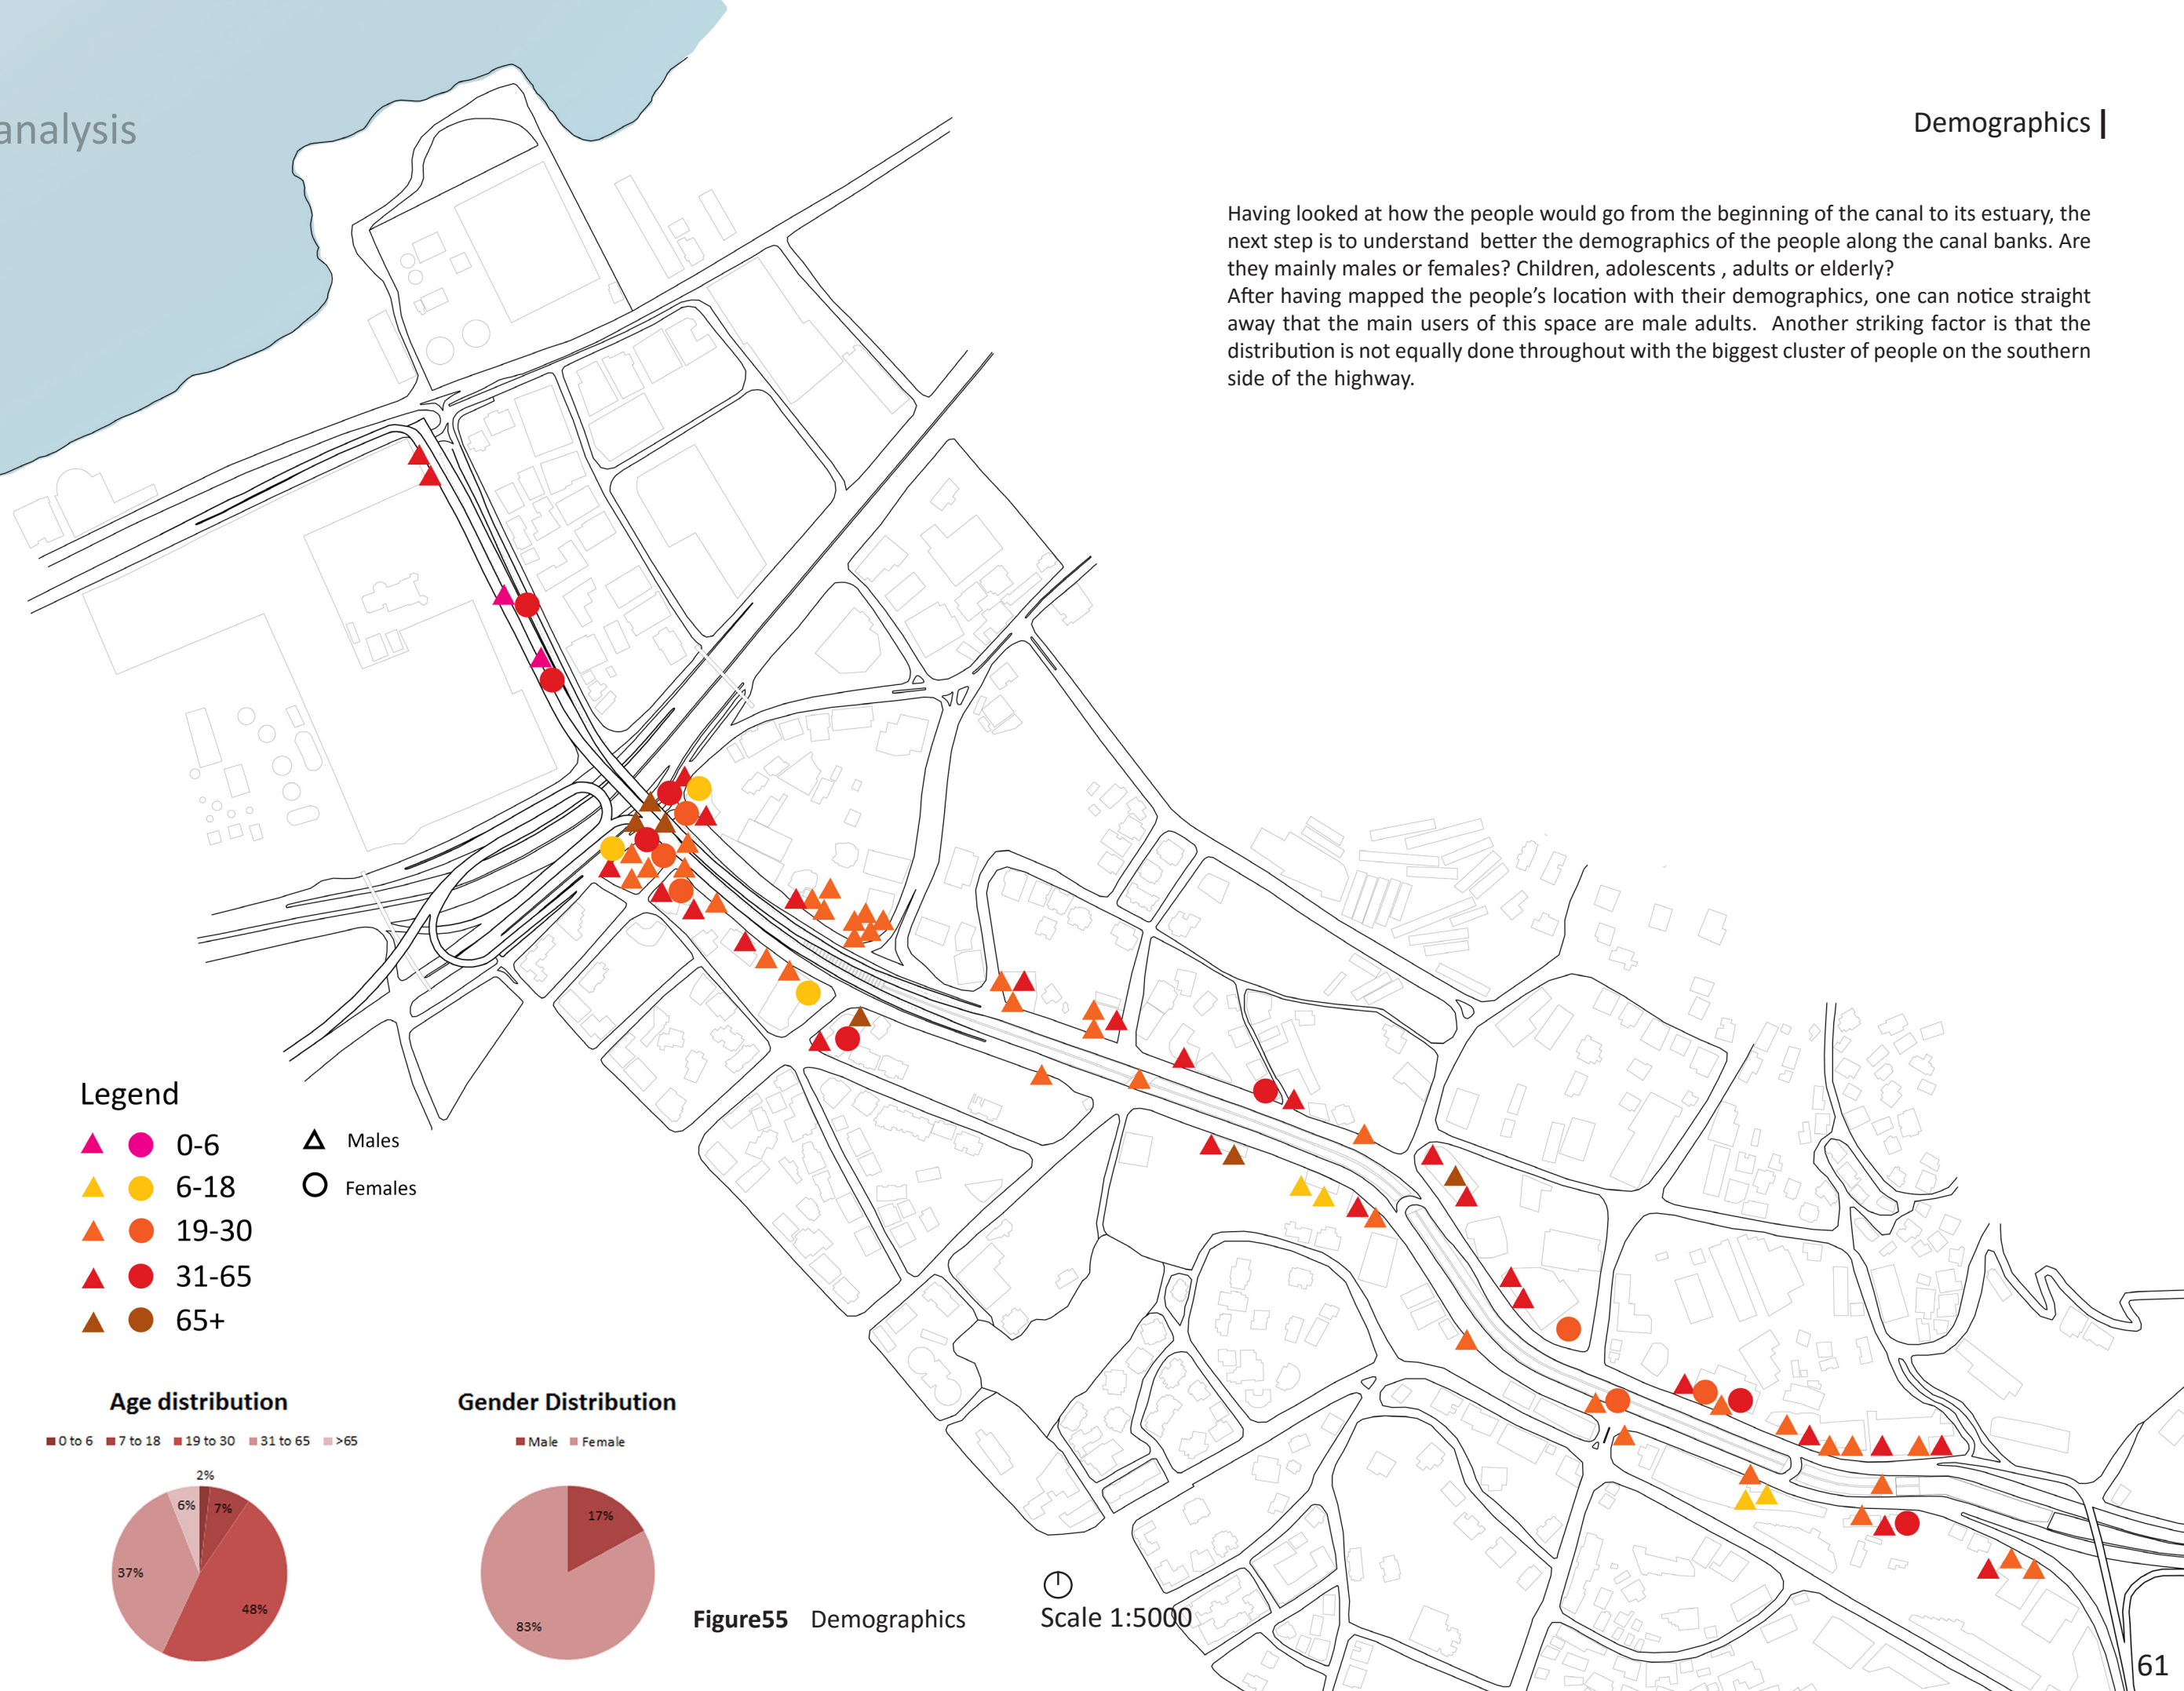 analysis
Demographics |
Having looked at how the people would go from the beginning of the canal to its estuary, the
next step is to understand  better the demographics of the people along the canal banks. Are
they mainly males or females? Children, adolescents , adults or elderly?
After having mapped the people’s location with their demographics, one can notice straight
away that the main users of this space are male adults.  Another striking factor is that the
distribution is not equally done throughout with the biggest cluster of people on the southern
side of the highway.
Legend
0-6
6-18
19-30
31-65
65+
Males
Females
Age distribution
0 to 6 7 to 18 19 to 30 31 to 65 >65
2%
6%
7%
37%
48%
Gender Distribution
Male Female
17%
83%
Figure55 Demographics
Scale 1:5000
61